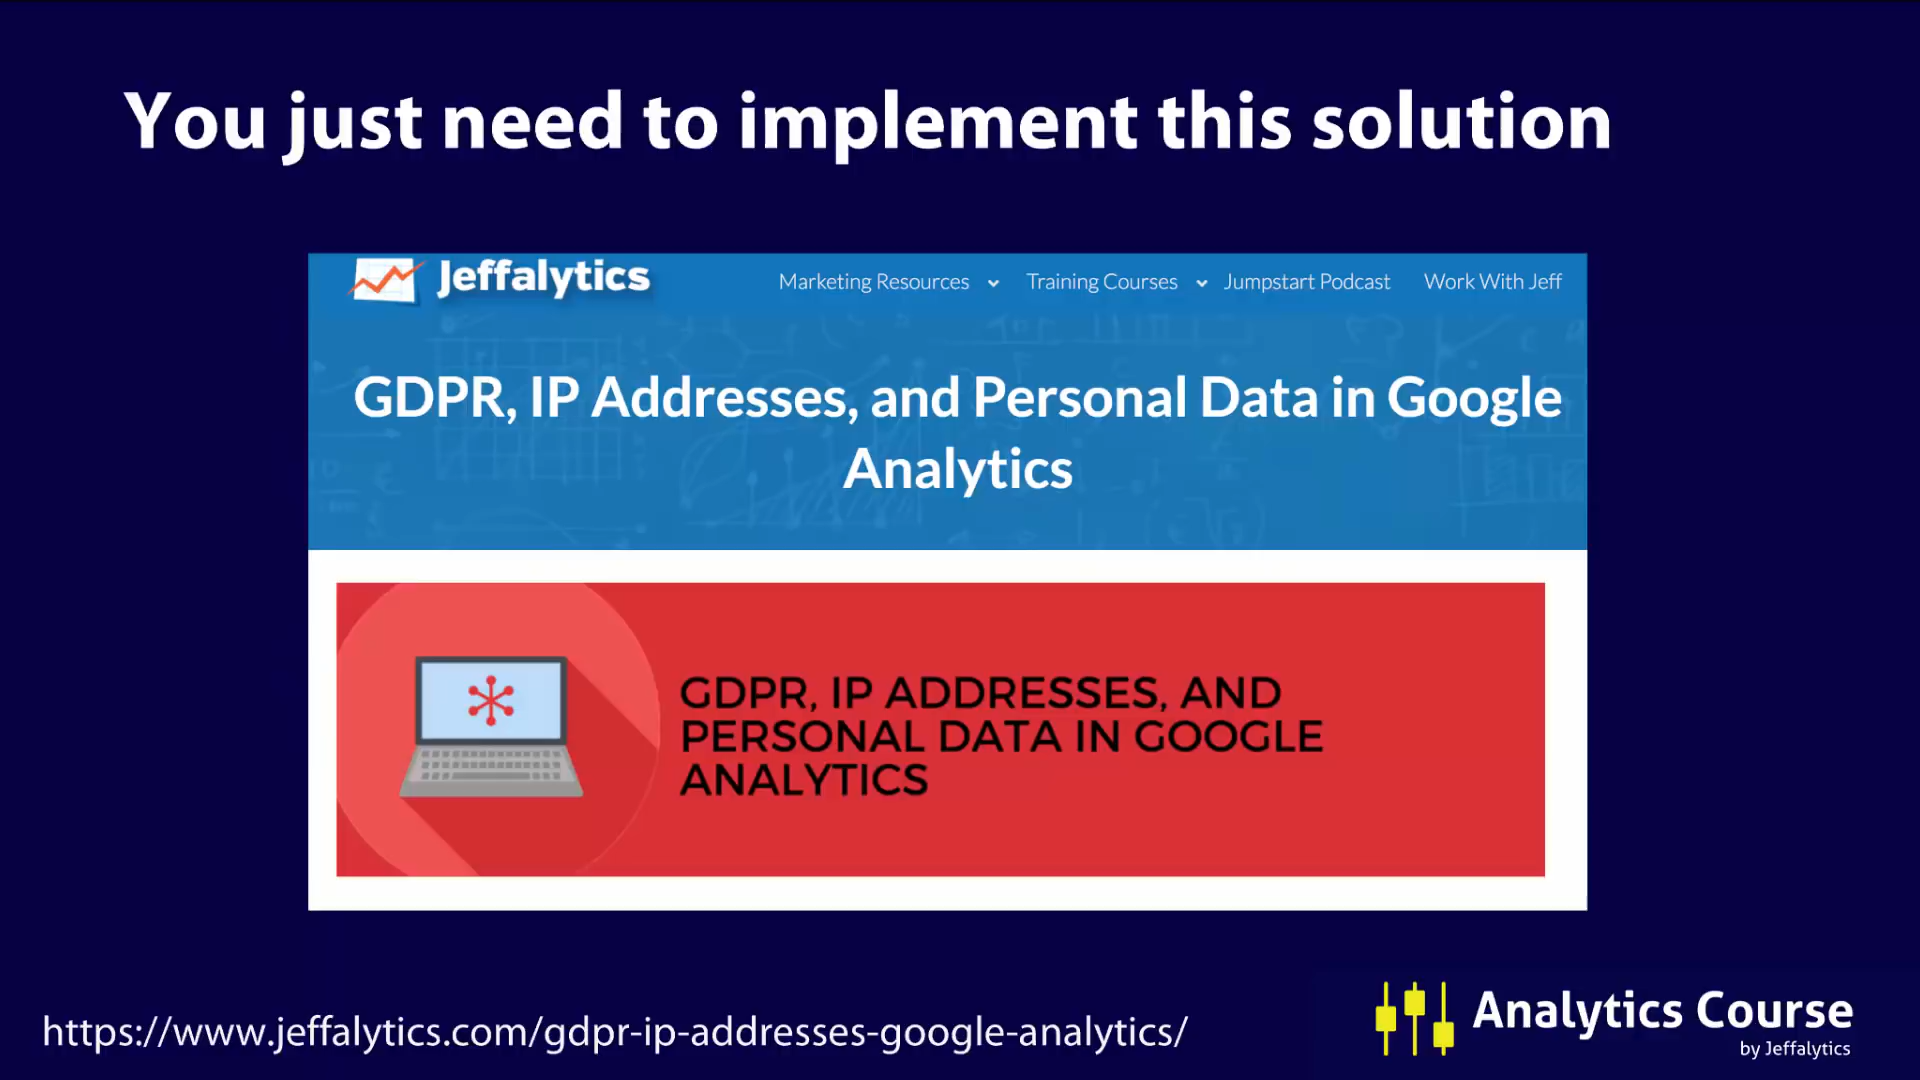 You just need to implement this solution
Jeffalytics
Marketing Resources Training Courses Jumpstart Podcast Work With Jeff
GDPR, IP Addresses, and Personal Data in Google
Analytics
GDPR, IP ADDRESSES, AND
PERSONAL DATA IN GOOGLE
ANALYTICS
https://www.jeffalytics.com/gdpr-ip-addresses-google-analytics/
Analytics Course
by Jeffalytics